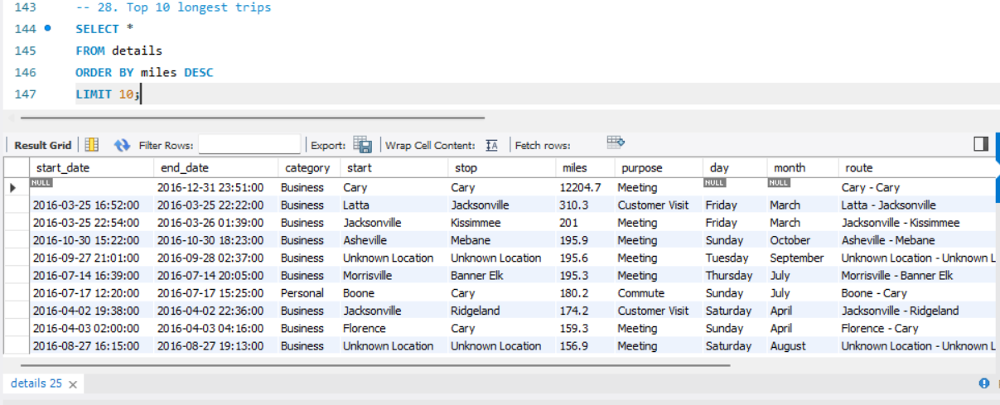 143 -- 28. Top 10 longest trips
144 SELECT *
145 FROM details
146 ORDER BY miles DESC
147 LIMIT 10;
Result Grid Filter Rows: Export: Wrap Cell Content: Fetch rows:
start_date end_date category start stop miles purpose day month route
NULL 2016-12-31 23:51:00 Business Cary Cary 12204.7 Meeting NULL NULL Cary - Cary
2016-03-25 16:52:00 2016-03-25 22:22:00 Business Latta Jacksonville 310.3 Customer Visit Friday March Latta - Jacksonville
2016-03-25 22:54:00 2016-03-26 01:39:00 Business Jacksonville Kissimmee 201 Meeting Friday March Jacksonville - Kissimmee
2016-10-30 15:22:00 2016-10-30 18:23:00 Business Asheville Mebane 195.9 Meeting Sunday October Asheville - Mebane
2016-09-27 21:01:00 2016-09-28 02:37:00 Business Unknown Location Unknown Location 195.6 Meeting Tuesday September Unknown Location - Unknown L
2016-07-14 16:39:00 2016-07-14 20:05:00 Business Morrisville Banner Elk 195.3 Meeting Thursday July Morrisville - Banner Elk
2016-07-17 12:20:00 2016-07-17 15:25:00 Personal Boone Cary 180.2 Commute Sunday July Boone - Cary
2016-04-02 19:38:00 2016-04-02 22:36:00 Business Jacksonville Ridgeland 174.2 Customer Visit Saturday April Jacksonville - Ridgeland
2016-04-03 02:00:00 2016-04-03 04:16:00 Business Florence Cary 159.3 Meeting Sunday April Florence - Cary
2016-08-27 16:15:00 2016-08-27 19:13:00 Business Unknown Location Unknown Location 156.9 Meeting Saturday August Unknown Location - Unknown L
details 25